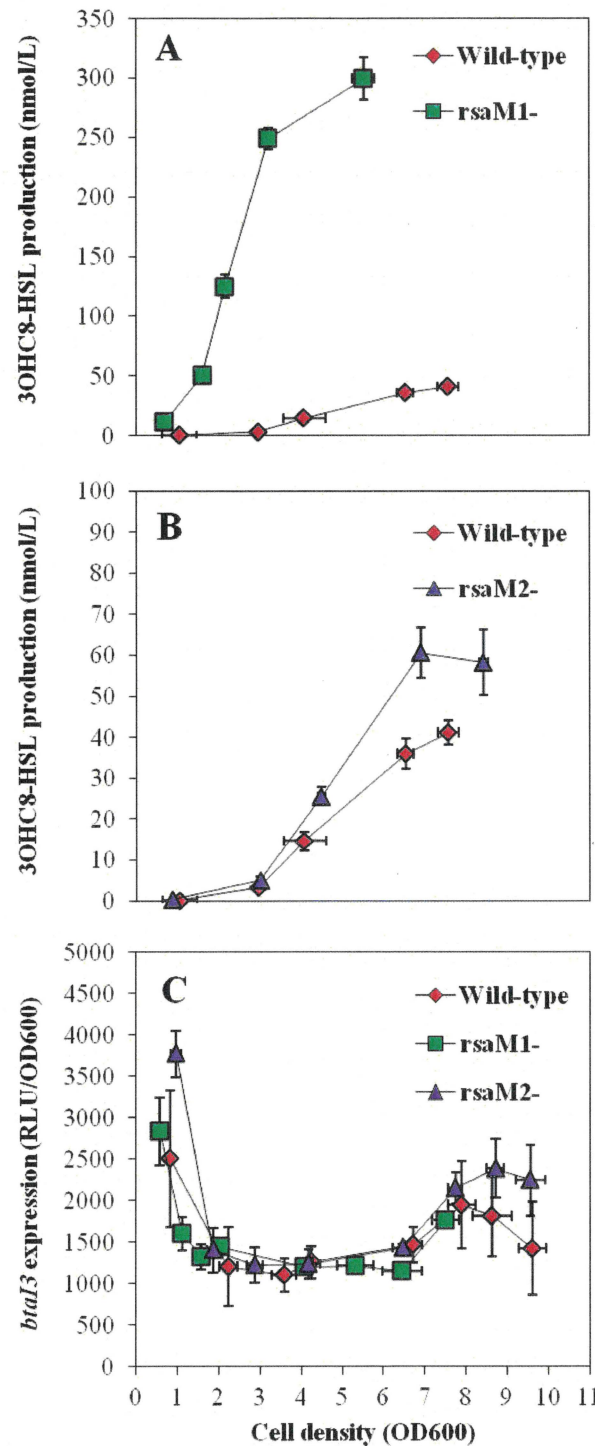 350
A
Wild-type
300
rsaM1-
250
200
150
100
50
0
3OHC8-HSL production (nmol/L)
100
B
90
Wild-type
80
rsaM2-
70
60
50
40
30
20
10
0
3OHC8-HSL production (nmol/L)
5000
C
4500
Wild-type
4000
rsaM1-
3500
rsaM2-
3000
2500
2000
1500
1000
500
0
btaI3 expression (RLU/OD600)
0 1 2 3 4 5 6 7 8 9 10 11
Cell density (OD600)